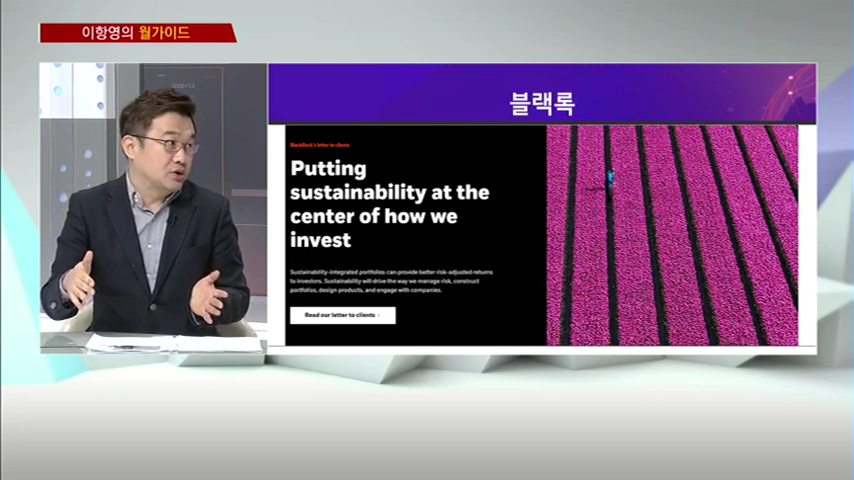 이항영의 월가이드
블랙록
BlackRock's letter to clients
Putting
sustainability at the
center of how we
invest
Sustainability-integrated portfolios can provide better risk-adjusted returns
to investors. Sustainability will drive the way we manage risk, construct
portfolios, design products, and engage with companies.
Read our letter to clients